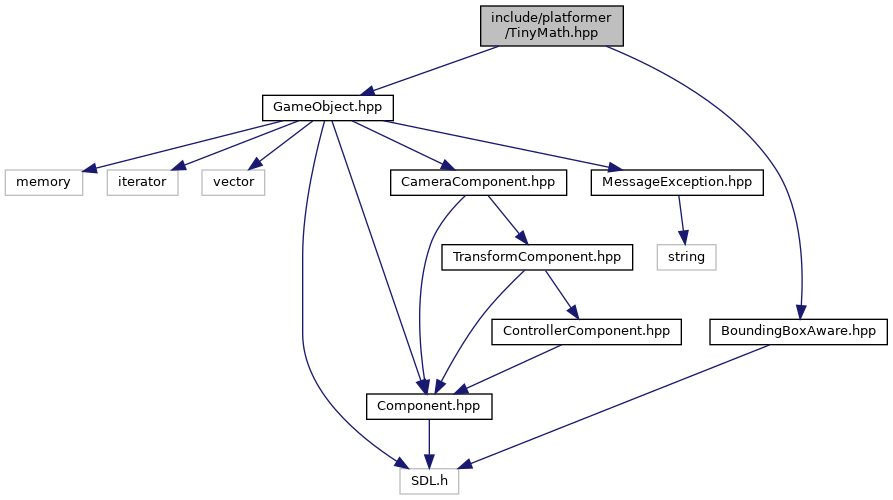 include/platformer
/TinyMath.hpp
GameObject.hpp
memory
iterator
vector
CameraComponent.hpp
MessageException.hpp
TransformComponent.hpp
string
ControllerComponent.hpp
BoundingBoxAware.hpp
Component.hpp
SDL.h